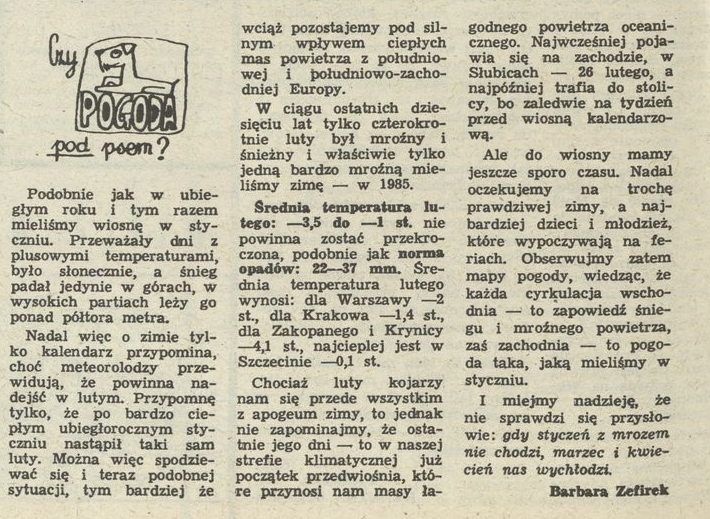 Czy
POGODA
pod psem?
Podobnie jak w ubie-
głym roku i tym razem
mieliśmy wiosnę w sty-
czniu. Przeważały dni z
plusowymi temperaturami,
było słonecznie, a śnieg
padał jedynie w górach, w
wysokich partiach leży go
ponad półtora metra.
Nadal więc o zimie tyl-
ko kalendarz przypomina,
choć meteorolodzy prze-
widują, że powinna na-
dejść w lutym. Przypomnę
tylko, że po bardzo cie-
płym ubiegłorocznym sty-
czniu nastąpił taki sam
luty. Można więc spodzie-
wać się i teraz podobnej
sytuacji, tym bardziej że
wciąż pozostajemy pod sil-
nym wpływem ciepłych
mas powietrza z południo-
wej i południowo-zacho-
dniej Europy.
W ciągu ostatnich dzie-
sięciu lat tylko czterokro-
tnie luty był mroźny i
śnieżny i właściwie tylko
jedną bardzo mroźną mie-
liśmy zimę — w 1985.
Średnia temperatura lu-
tego: —3,5 do —1 st. nie
powinna zostać przekro-
czona, podobnie jak norma
opadów: 22—37 mm. Śre-
dnia temperatura lutego
wynosi: dla Warszawy —2
st., dla Krakowa —1,4 st.,
dla Zakopanego i Krynicy
—4,1 st., najcieplej jest w
Szczecinie —0,1 st.
Chociaż luty kojarzy
nam się przede wszystkim
z apogeum zimy, to jednak
nie zapominajmy, że osta-
tnie jego dni — to w naszej
strefie klimatycznej już
początek przedwiośnia, któ-
re przynosi nam masy ła-
godnego powietrza oceani-
cznego. Najwcześniej poja-
wia się na zachodzie, w
Słubicach — 26 lutego, a
najpóźniej trafia do stoli-
cy, bo zaledwie na tydzień
przed wiosną kalendarzo-
wą.
Ale do wiosny mamy
jeszcze sporo czasu. Nadal
oczekujemy na trochę
prawdziwej zimy, a naj-
bardziej dzieci i młodzież,
które wypoczywają na fe-
riach. Obserwujmy zatem
mapy pogody, wiedząc, że
każda cyrkulacja wscho-
dnia — to zapowiedź śnie-
gu i mroźnego powietrza,
zaś zachodnia — to pogo-
da taka, jaką mieliśmy w
styczniu.
I miejmy nadzieję, że
nie sprawdzi się przysło-
wie: gdy styczeń z mrozem
nie chodzi, marzec i kwie-
cień nas wychłodzi.
Barbara Zefirek